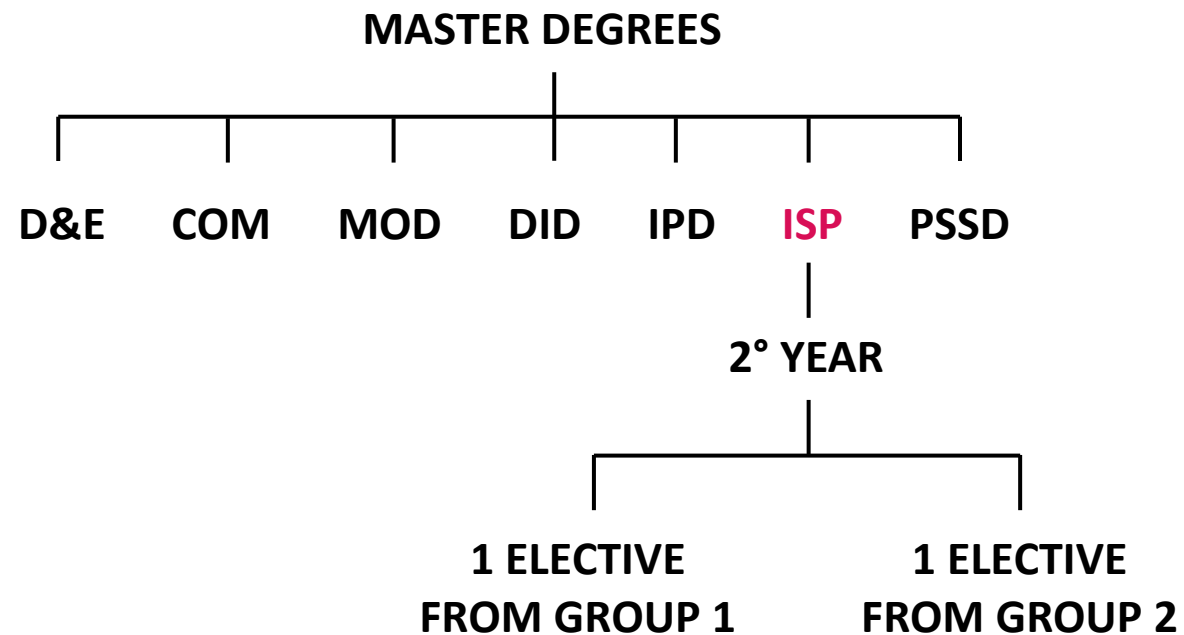 MASTER DEGREES
D&E COM MOD DID IPD ISP PSSD
2° YEAR
1 ELECTIVE
FROM GROUP 1
1 ELECTIVE
FROM GROUP 2